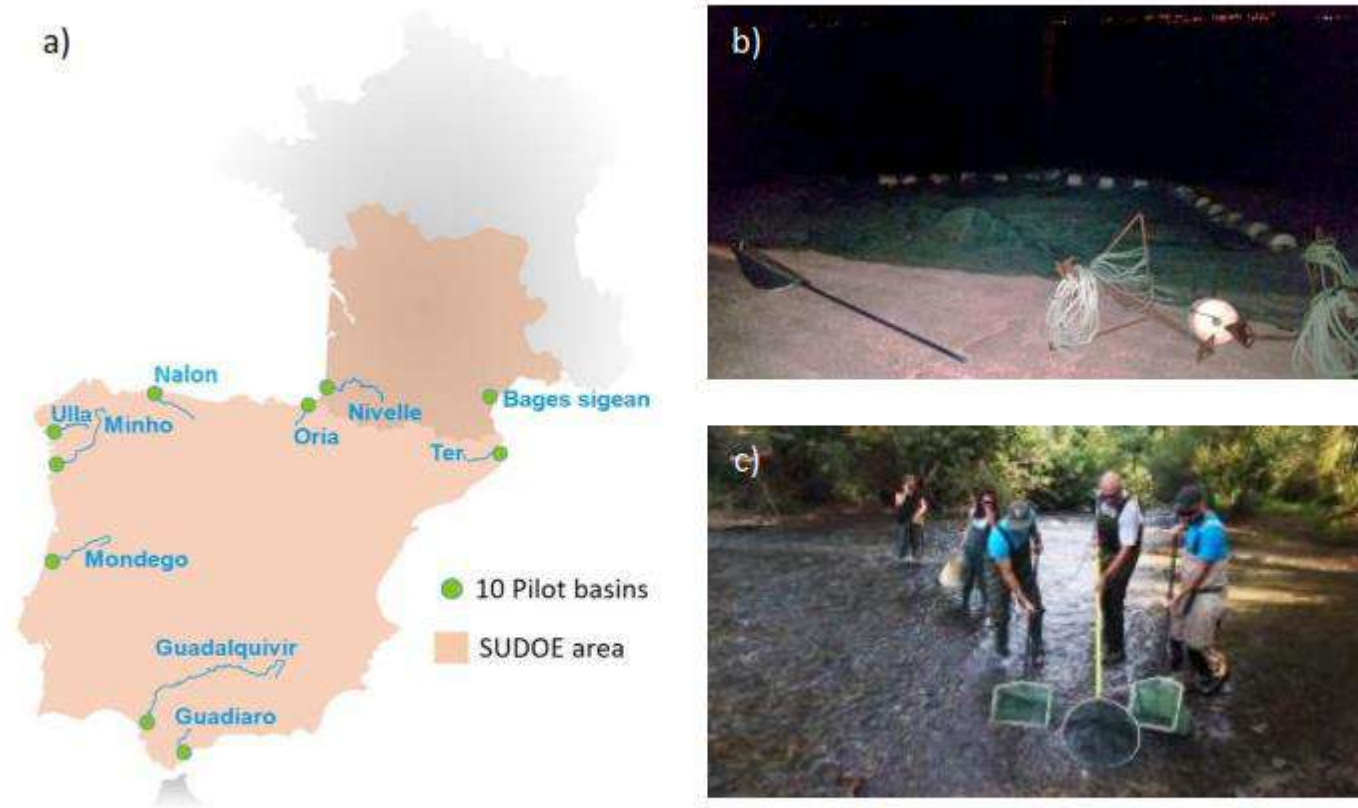 a)
b)
Nalon
Ulla
Minho
Oria
Nivelle
Bages sigean
Ter
Mondego
10 Pilot basins
SUDOE area
Guadalquivir
Guadiaro
c)